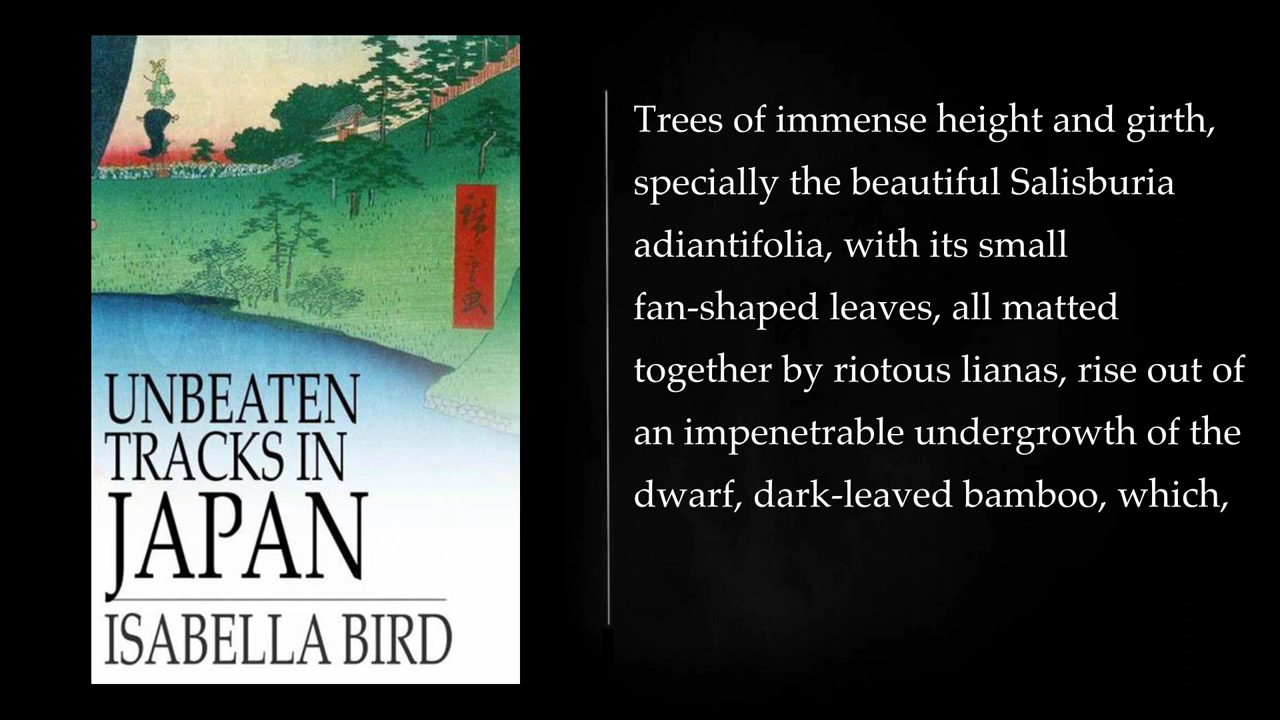 UNBEATEN
TRACKS IN
JAPAN
ISABELLA BIRD
Trees of immense height and girth,
specially the beautiful Salisburia
adiantifolia, with its small
fan-shaped leaves, all matted
together by riotous lianas, rise out of
an impenetrable undergrowth of the
dwarf, dark-leaved bamboo, which,